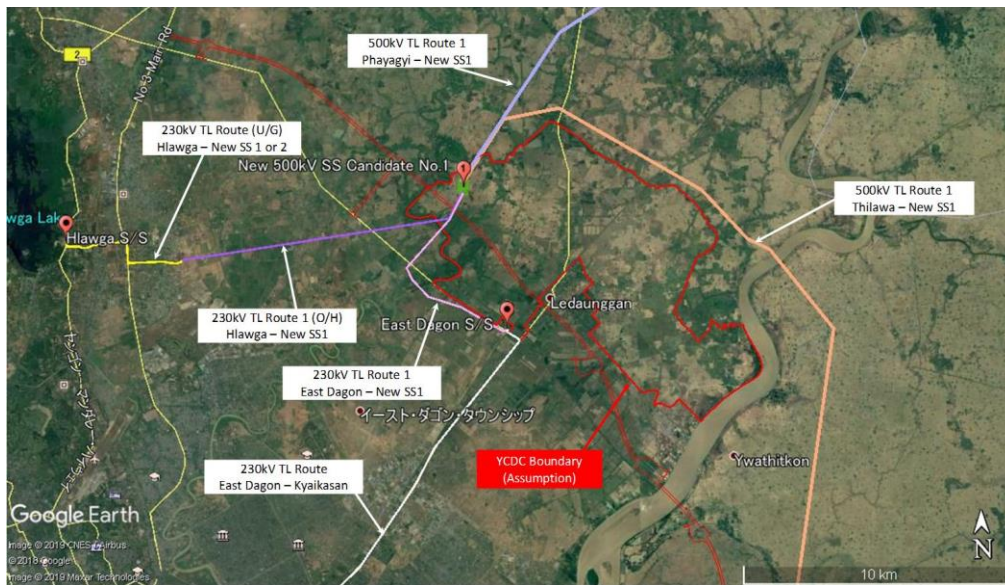 500kV TL Route 1
Phayagyi – New SS1
2
No-3-Main-Rd
230kV TL Route (U/G)
Hlawga – New SS 1 or 2
New 500kV SS Candidate No.1
1
500kV TL Route 1
Thilawa – New SS1
Hlawga S/S
Ledaunggan
East Dagon S/S
230kV TL Route 1 (O/H)
Hlawga – New SS1
230kV TL Route 1
East Dagon – New SS1
イースト・ダゴン・タウンシップ
YCDC Boundary
(Assumption)
Ywathitkon
230kV TL Route
East Dagon – Kyaikasan
Google Earth
Image © 2019 CNES / Airbus
© 2018 Google
Image © 2019 Maxar Technologies
N
10 km